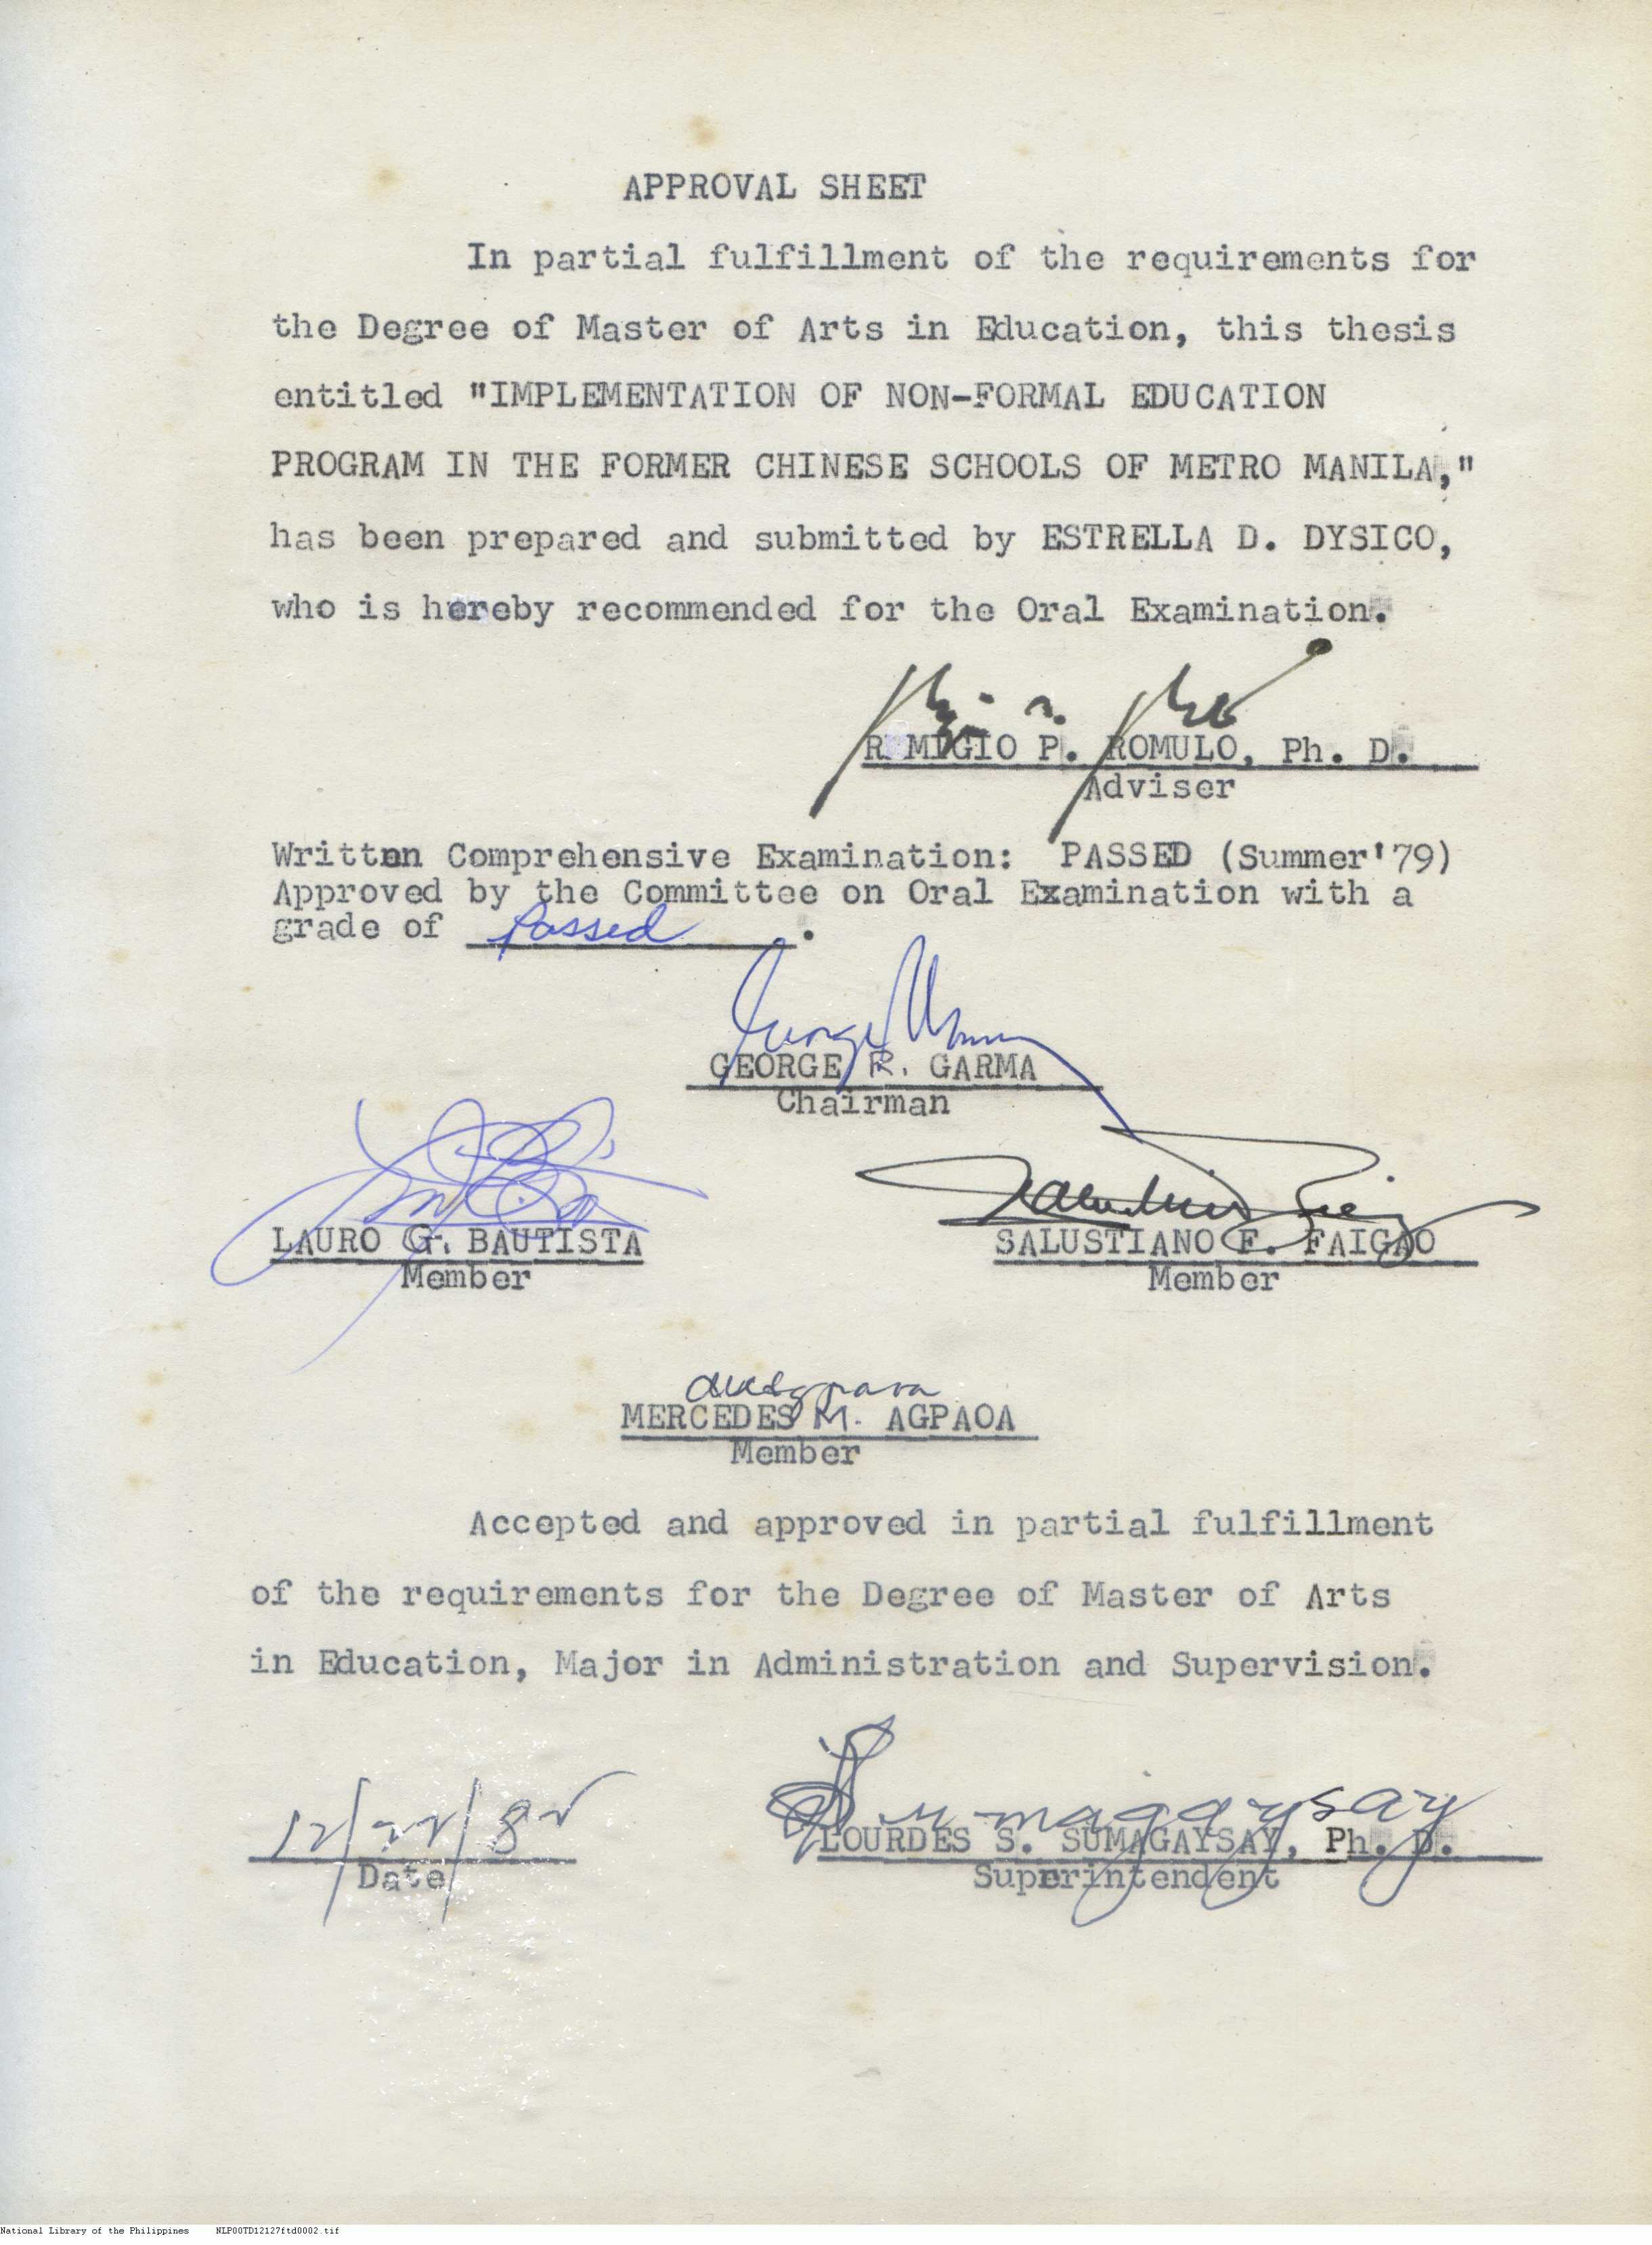 APPROVAL SHEET
In partial fulfillment of the requirements for
the Degree of Master of Arts in Education, this thesis
entitled "IMPLEMENTATION OF NON-FORMAL EDUCATION
PROGRAM IN THE FORMER CHINESE SCHOOLS OF METRO MANILA,"
has been prepared and submitted by ESTRELLA D. DYSICO,
who is hereby recommended for the Oral Examination.
R MIGIO P. ROMULO, Ph. D.
Adviser
Written Comprehensive Examination: PASSED (Summer'79)
Approved by the Committee on Oral Examination with a
grade of Passed.
GEORGE R. GARMA
Chairman
LAURO G. BAUTISTA
Member
SALUSTIANO F. FAIGAO
Member
MERCEDES M. AGPAOA
Member
Accepted and approved in partial fulfillment
of the requirements for the Degree of Master of Arts
in Education, Major in Administration and Supervision.
12/22/82
Date
Sumagaysay
LOURDES S. SUMAGAYSAY, Ph. D.
Superintendent
National Library of the Philippines NLP00TD12127ftd0002.tif